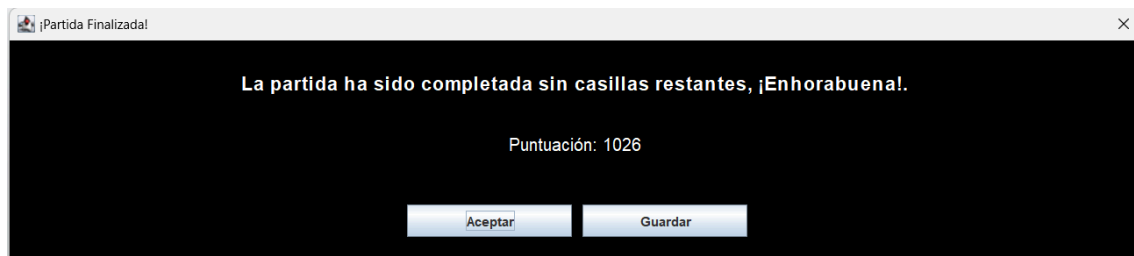 ¡Partida Finalizada!
La partida ha sido completada sin casillas restantes, ¡Enhorabuena!.
Puntuación: 1026
Aceptar Guardar